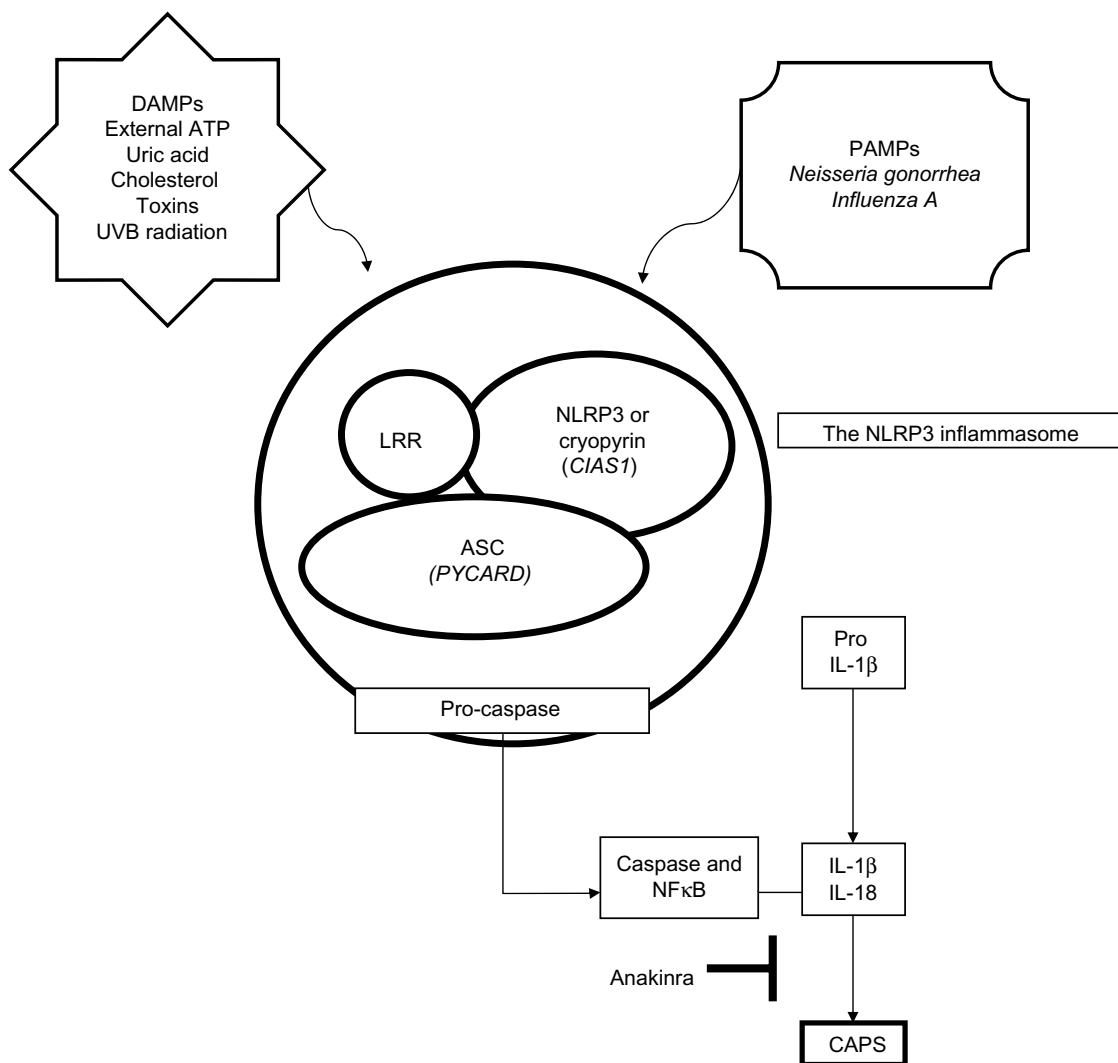 DAMPs
External ATP
Uric acid
Cholesterol
Toxins
UVB radiation
PAMPs
Neisseria gonorrhea
Influenza A
LRR
NLRP3 or
cryopyrin
(CIAS1)
The NLRP3 inflammasome
ASC
(PYCARD)
Pro-caspase
Pro
IL-1β
Caspase and
NFκB
IL-1β
IL-18
Anakinra
CAPS